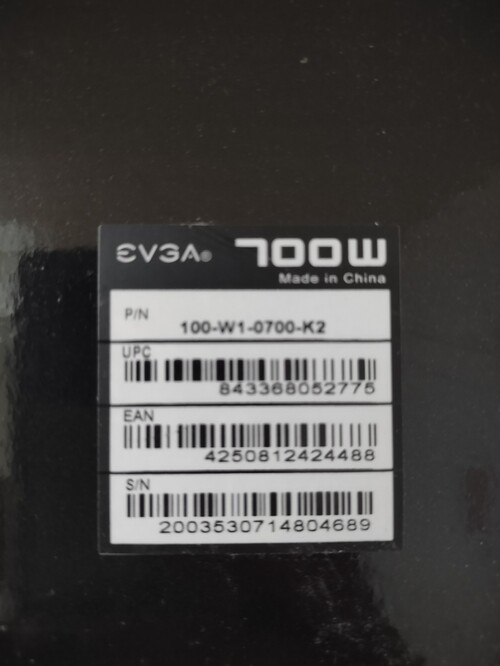 EVGA® 700W
Made in China
P/N
100-W1-0700-K2
UPC
843368052775
EAN
4250812424488
S/N
2003530714804689